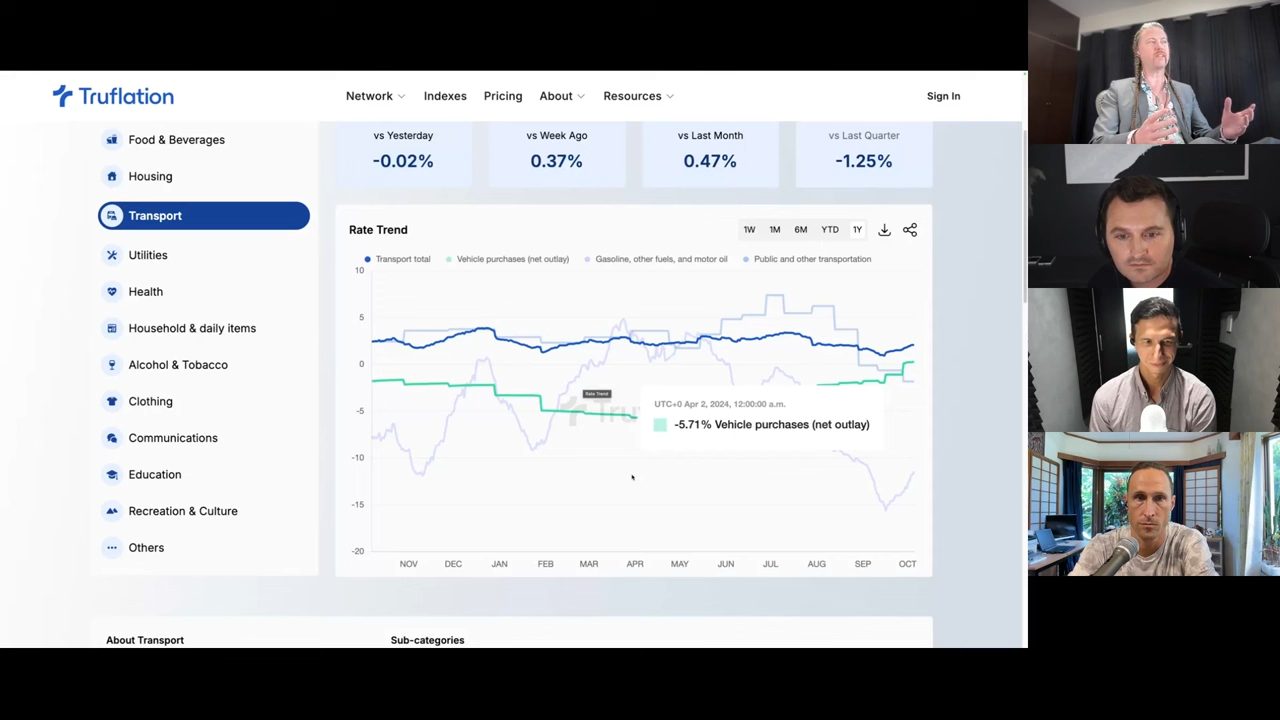 Truflation
Network
Indexes
Pricing
About
Resources
Sign In
Food & Beverages
Housing
Transport
Utilities
Health
Household & daily items
Alcohol & Tobacco
Clothing
Communications
Education
Recreation & Culture
Others
vs Yesterday
-0.02%
vs Week Ago
0.37%
vs Last Month
0.47%
vs Last Quarter
-1.25%
Rate Trend
1W 1M 6M YTD 1Y
Transport total Vehicle purchases (net outlay) Gasoline, other fuels, and motor oil Public and other transportation
10
5
0
-5
-10
-15
-20
Rate Trend
Tru
UTC+0 Apr 2, 2024, 12:00:00 a.m.
-5.71% Vehicle purchases (net outlay)
NOV DEC JAN FEB MAR APR MAY JUN JUL AUG SEP OCT
About Transport
Sub-categories